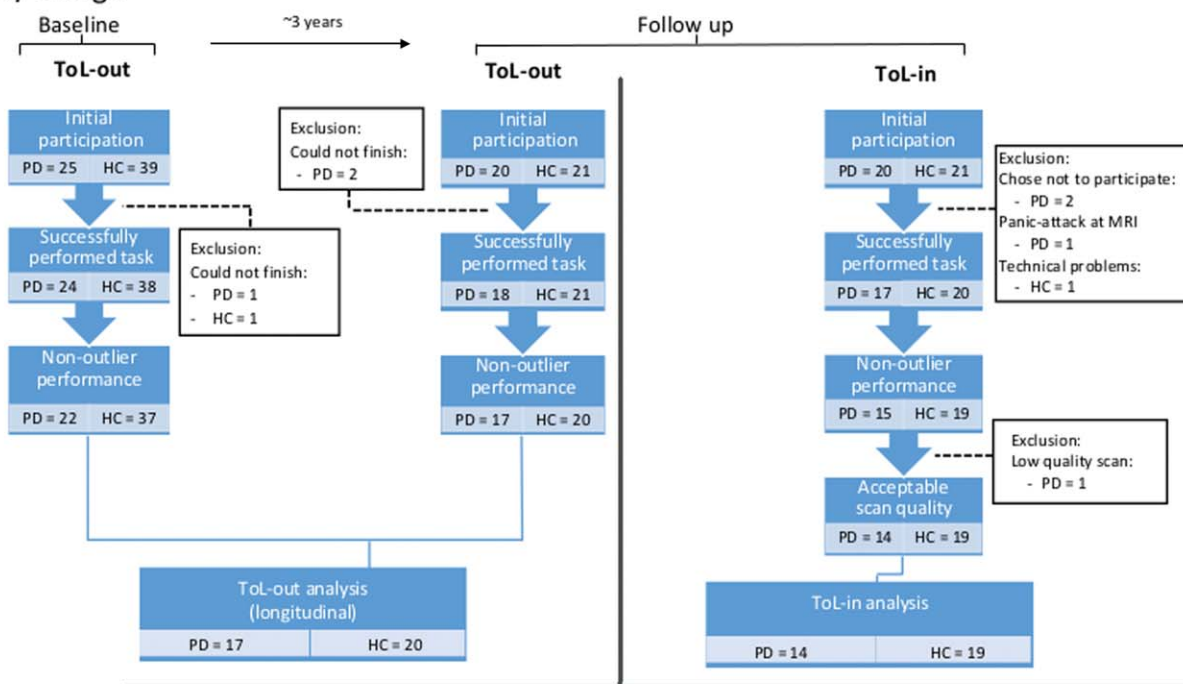 Baseline
~3 years
Follow up
ToL-out
ToL-out
ToL-in
Initial
participation
PD = 25 HC = 39
Exclusion:
Could not finish:
- PD = 1
- HC = 1
Successfully
performed task
PD = 24 HC = 38
Non-outlier
performance
PD = 22 HC = 37
Exclusion:
Could not finish:
- PD = 2
Initial
participation
PD = 20 HC = 21
Successfully
performed task
PD = 18 HC = 21
Non-outlier
performance
PD = 17 HC = 20
ToL-out analysis
(longitudinal)
PD = 17 HC = 20
Initial
participation
PD = 20 HC = 21
Exclusion:
Chose not to participate:
- PD = 2
Panic-attack at MRI
- PD = 1
Technical problems:
- HC = 1
Successfully
performed task
PD = 17 HC = 20
Non-outlier
performance
PD = 15 HC = 19
Exclusion:
Low quality scan:
- PD = 1
Acceptable
scan quality
PD = 14 HC = 19
ToL-in analysis
PD = 14 HC = 19